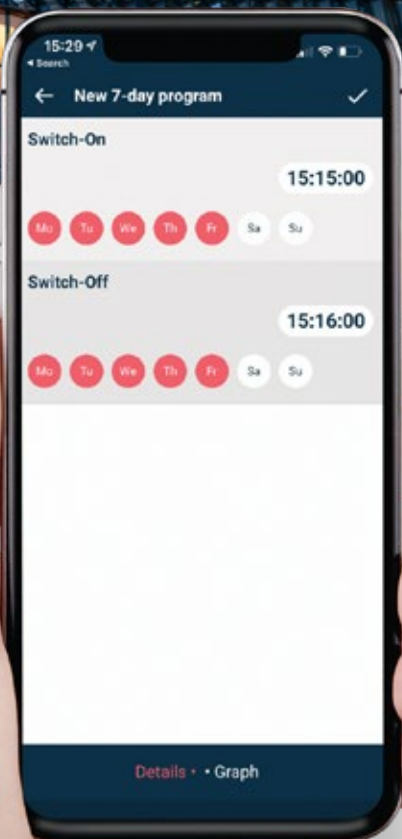 15:29
Search
New 7-day program
Switch-On
15:15:00
Mo Tu We Th Fr Sa Su
Switch-Off
15:16:00
Mo Tu We Th Fr Sa Su
Details • • Graph